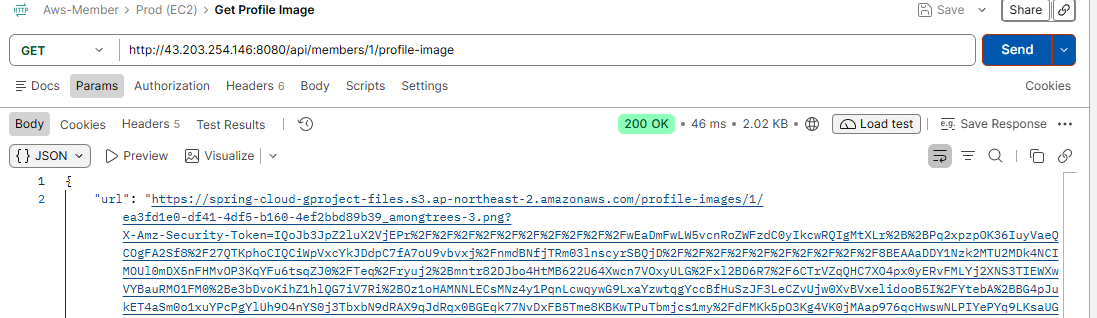 HTTP Aws-Member > Prod (EC2) > Get Profile Image Save Share
GET http://43.203.254.146:8080/api/members/1/profile-image Send
Docs Params Authorization Headers 6 Body Scripts Settings Cookies
Body Cookies Headers 5 Test Results 200 OK • 46 ms • 2.02 KB • Load test e.g. Save Response
{} JSON Preview Visualize
1 {
2 "url": "https://spring-cloud-gproject-files.s3.ap-northeast-2.amazonaws.com/profile-images/1/
ea3fd1e0-df41-4df5-b160-4ef2bbd89b39_amongtrees-3.png?
X-Amz-Security-Token=IQoJb3JpZ2luX2VjEPr%2F%2F%2F%2F%2F%2F%2F%2F%2F%2FwEaDmFwLW5vcnRoZWFzdC0yIkcwRQIgMtXLr%2B%2BPq2xpzpOK36IuyVaeQ
COgFA2Sf8%2F27QTKphoCIQCiWpVxcYkJDdpC7fA7oU9vbvxj%2FnmdBNfjTRm03lnscyrSBQjD%2F%2F%2F%2F%2F%2F%2F%2F%2F%2F8BEAAaDDY1Nzk2MTU2MDk4NCI
MOUl0mDX5nFHMvOP3KqYFu6tsqZJ0%2FTeq%2Fryuj2%2Bmntr82DJbo4HtMB622U64Xwcn7VOxyULG%2Fxl2BD6R7%2F6CTrVZqQHC7XO4px0yERvFMLYj2XNS3TIEWXw
VYBauRMO1FM0%2Be3bDvoKihZ1hlQG7iV7Ri%2BOz1oHAMNNLECsMNz4y1PqnLcwqywG9LxaYzwtqgYccBfHuSzJF3LeCZvUjw0XvBVxelidooB5I%2FYtebA%2BBG4pJu
kET4aSm0o1xuYPcPgYlUh9O4nYS0j3TbxbN9dRAX9qJdRqx0BGEqk77NvDxFB5Tme8KBKwTPuTbmjcs1my%2FdFMKk5pO3Kg4VK0jMAap976qcHwswNLPIYePYq9LKsaUG